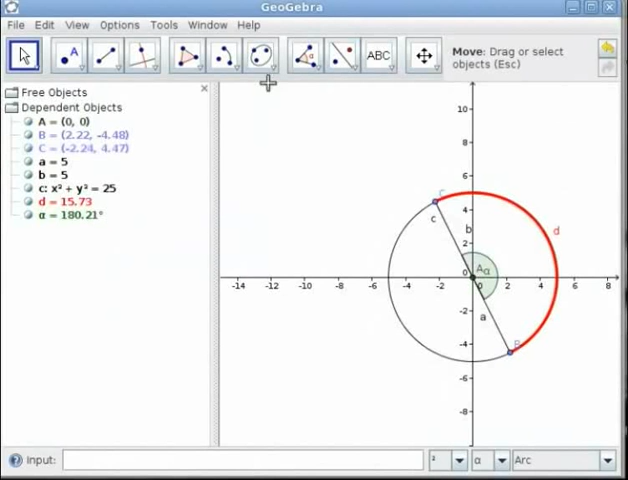 GeoGebra
File Edit View Options Tools Window Help
A
α
ABC
Move: Drag or select
objects (Esc)
Free Objects
Dependent Objects
A = (0, 0)
B = (2.22, -4.48)
C = (-2.24, 4.47)
a = 5
b = 5
c: x² + y² = 25
d = 15.73
α = 180.21°
10
8
6
C
4
c
b
d
2
A
α
0
-14 -12 -10 -8 -6 -4 -2 0 2 4 6 8
-2
a
-4
B
-6
-8
Input:
²
α
Arc